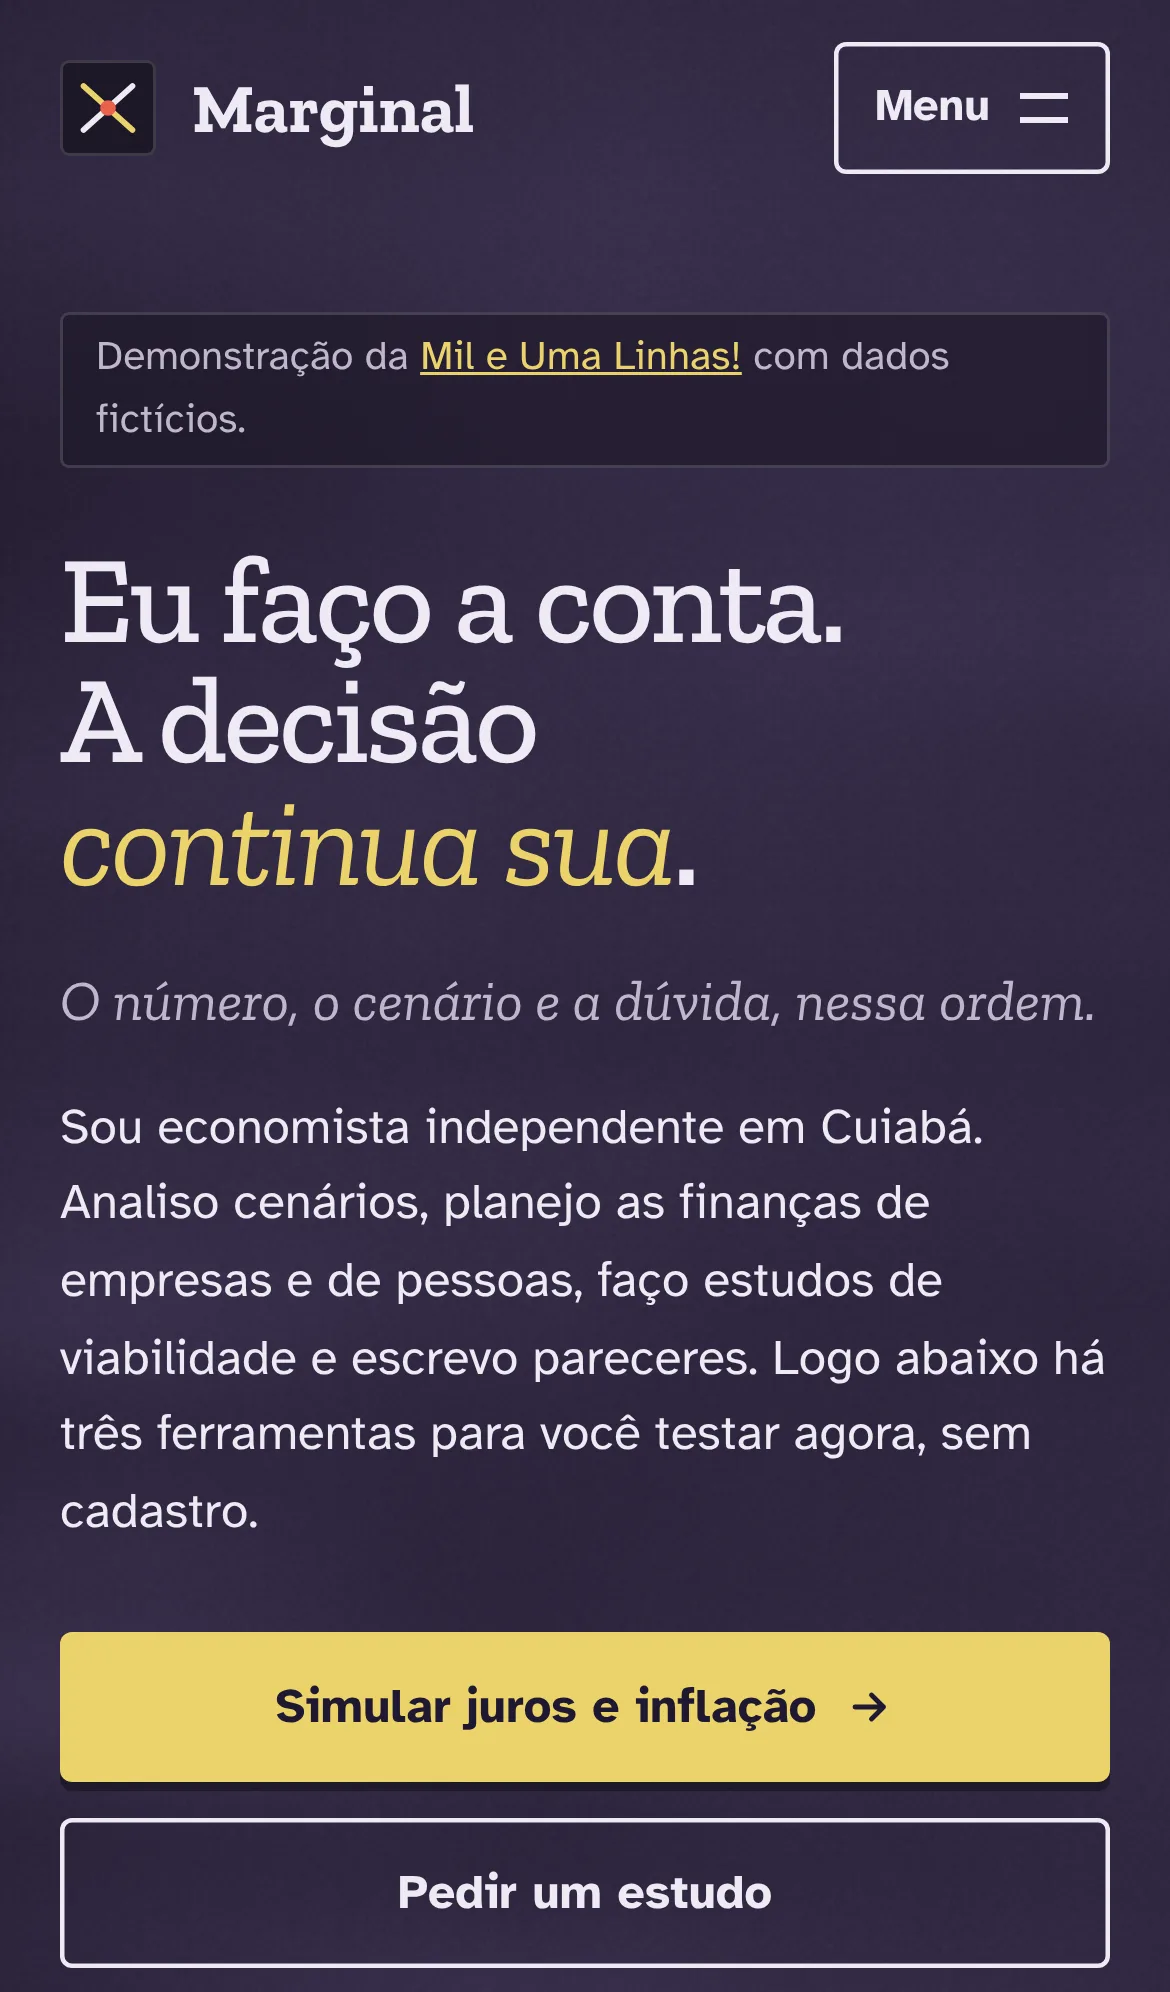 Marginal
Menu
Demonstração da Mil e Uma Linhas! com dados
fictícios.
Eu faço a conta.
A decisão
continua sua.
O número, o cenário e a dúvida, nessa ordem.
Sou economista independente em Cuiabá.
Analiso cenários, planejo as finanças de
empresas e de pessoas, faço estudos de
viabilidade e escrevo pareceres. Logo abaixo há
três ferramentas para você testar agora, sem
cadastro.
Simular juros e inflação →
Pedir um estudo